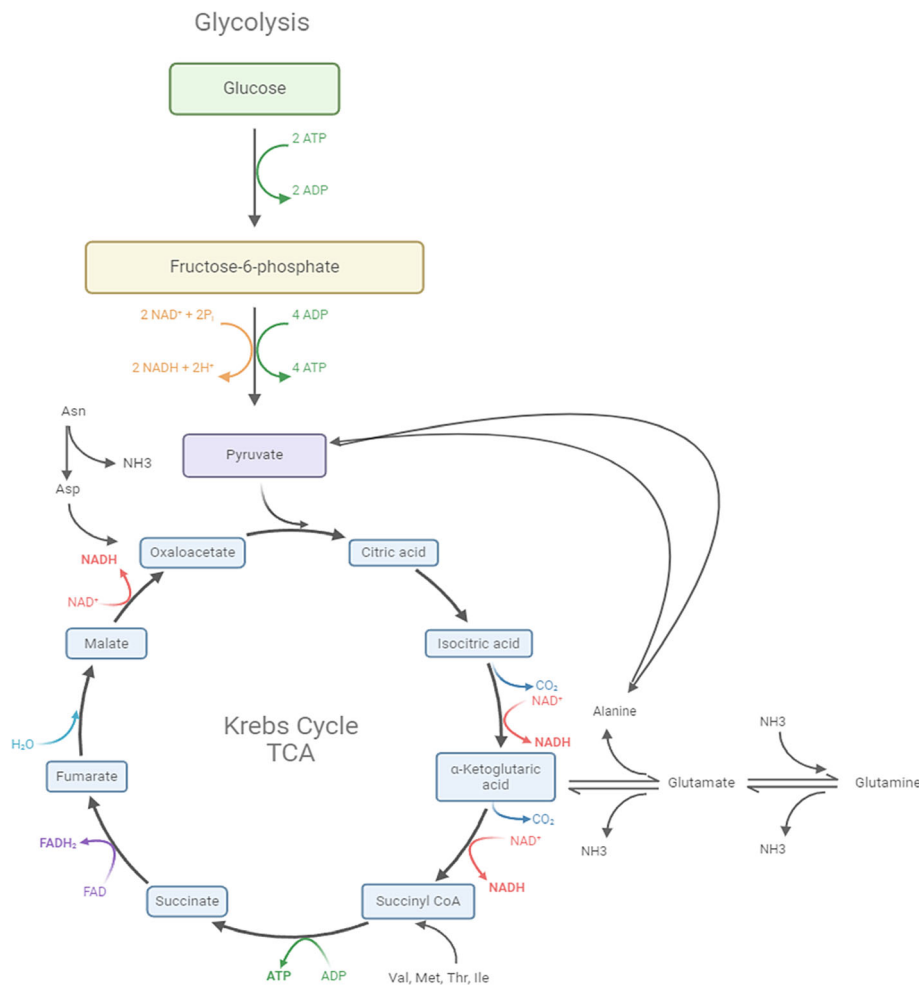 Glycolysis
Glucose
2 ATP
2 ADP
Fructose-6-phosphate
2 NAD⁺ + 2Pᵢ
4 ADP
2 NADH + 2H⁺
4 ATP
Asn
NH3
Asp
Pyruvate
Oxaloacetate
Citric acid
NADH
NAD⁺
Malate
Isocitric acid
CO₂
NAD⁺
NADH
Alanine
Krebs Cycle
TCA
H₂O
Fumarate
α-Ketoglutaric
acid
Glutamate
NH3
Glutamine
CO₂
NH3
NH3
NAD⁺
NADH
FADH₂
FAD
Succinate
Succinyl CoA
ATP
ADP
Val, Met, Thr, Ile